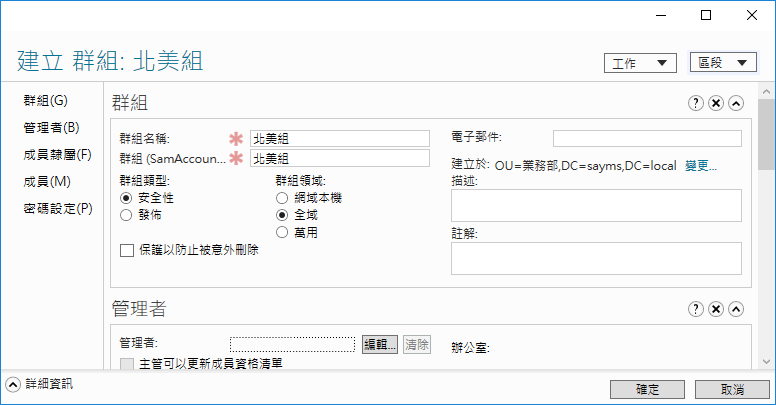 建立 群組: 北美組
工作
區段
群組(G)
管理者(B)
成員隸屬(F)
成員(M)
密碼設定(P)
群組
群組名稱: 北美組
群組 (SamAccoun... 北美組
群組類型:
安全性
發佈
群組領域:
網域本機
全域
萬用
保護以防止被意外刪除
電子郵件:
建立於: OU=業務部,DC=sayms,DC=local 變更...
描述:
註解:
管理者
管理者: 編輯... 清除
辦公室:
主管可以更新成員資格清單
詳細資訊
確定
取消